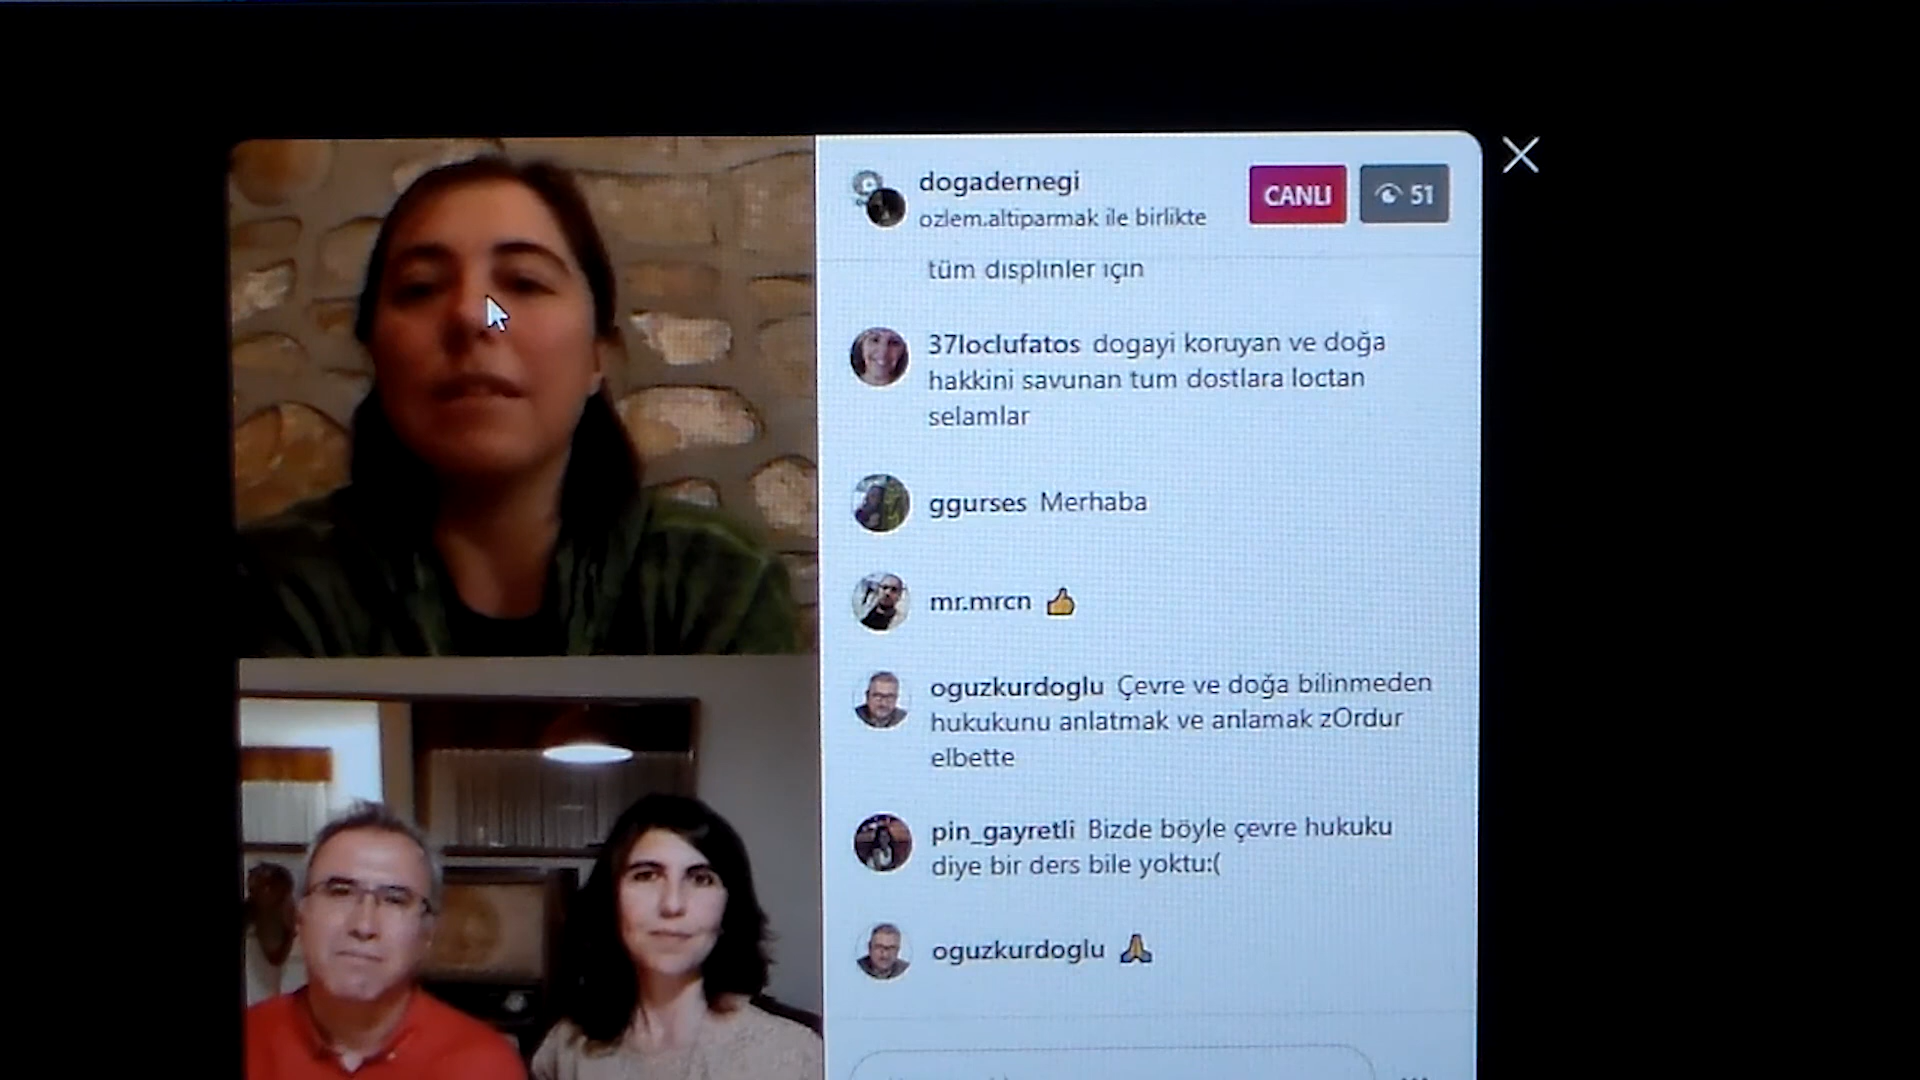 dogadernegi
ozlem.altiparmak ile birlikte
CANLI
51
tüm displinler için
37loclufatos dogayi koruyan ve doğa
hakkini savunan tum dostlara loctan
selamlar
ggurses Merhaba
mr.mrcn 👍
oguzkurdoglu Çevre ve doğa bilinmeden
hukukunu anlatmak ve anlamak zOrdur
elbette
pin_gayretli Bizde böyle çevre hukuku
diye bir ders bile yoktu:(
oguzkurdoglu 🙏